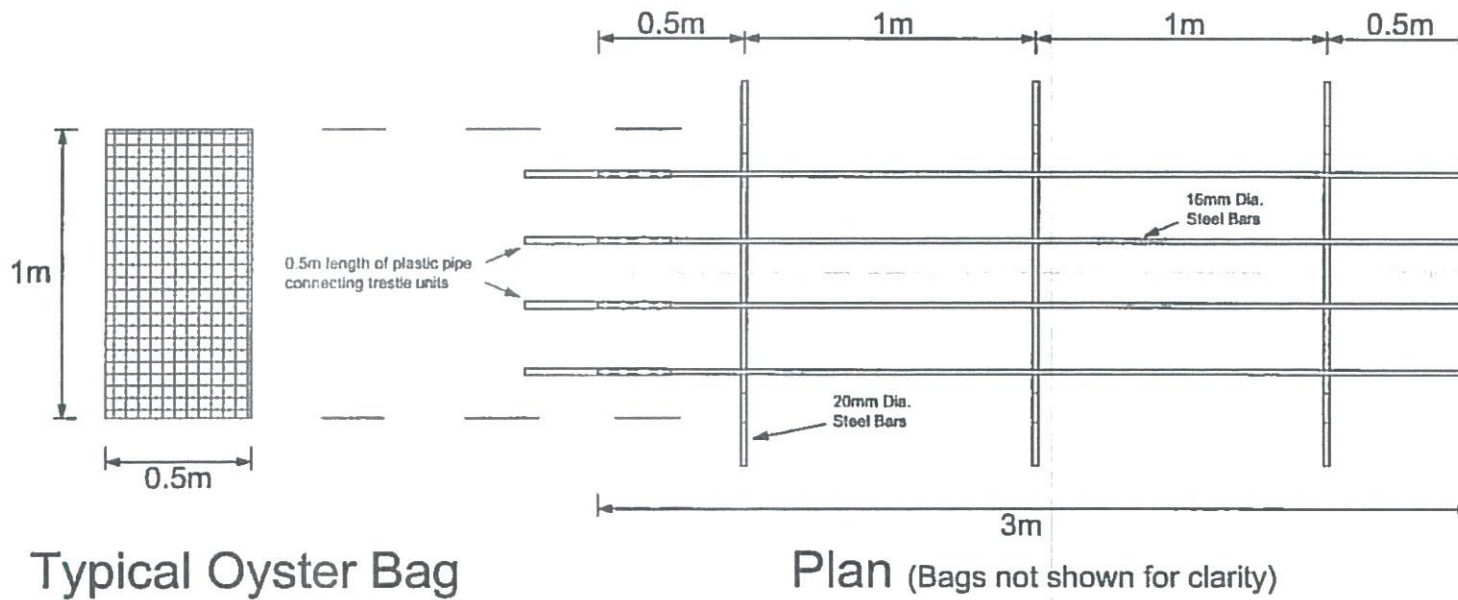 0.5m 1m 1m 0.5m
16mm Dia.
Steel Bars
1m
0.5m length of plastic pipe
connecting trestle units
20mm Dia.
Steel Bars
0.5m
3m
Typical Oyster Bag
Plan (Bags not shown for clarity)